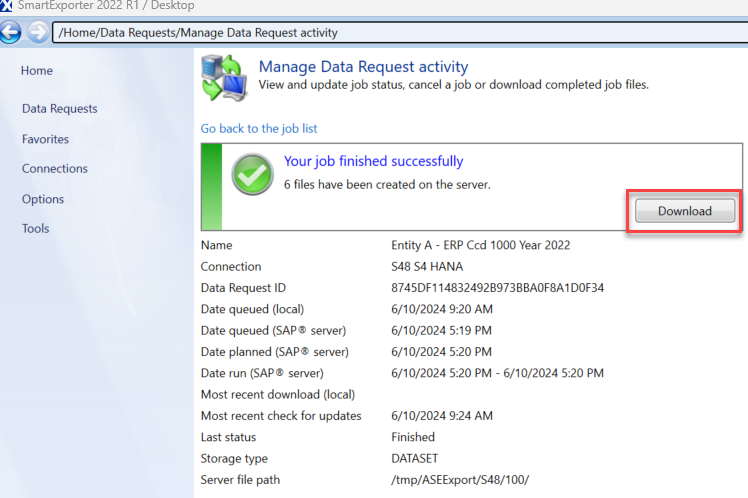 SmartExporter 2022 R1 / Desktop
/Home/Data Requests/Manage Data Request activity
Home
Data Requests
Favorites
Connections
Options
Tools
Manage Data Request activity
View and update job status, cancel a job or download completed job files.
Go back to the job list
Your job finished successfully
6 files have been created on the server.
Download
Name Entity A - ERP Ccd 1000 Year 2022
Connection S48 S4 HANA
Data Request ID 8745DF114832492B973BBA0F8A1D0F34
Date queued (local) 6/10/2024 9:20 AM
Date queued (SAP® server) 6/10/2024 5:19 PM
Date planned (SAP® server) 6/10/2024 5:20 PM
Date run (SAP® server) 6/10/2024 5:20 PM - 6/10/2024 5:20 PM
Most recent download (local)
Most recent check for updates 6/10/2024 9:24 AM
Last status Finished
Storage type DATASET
Server file path /tmp/ASEExport/S48/100/